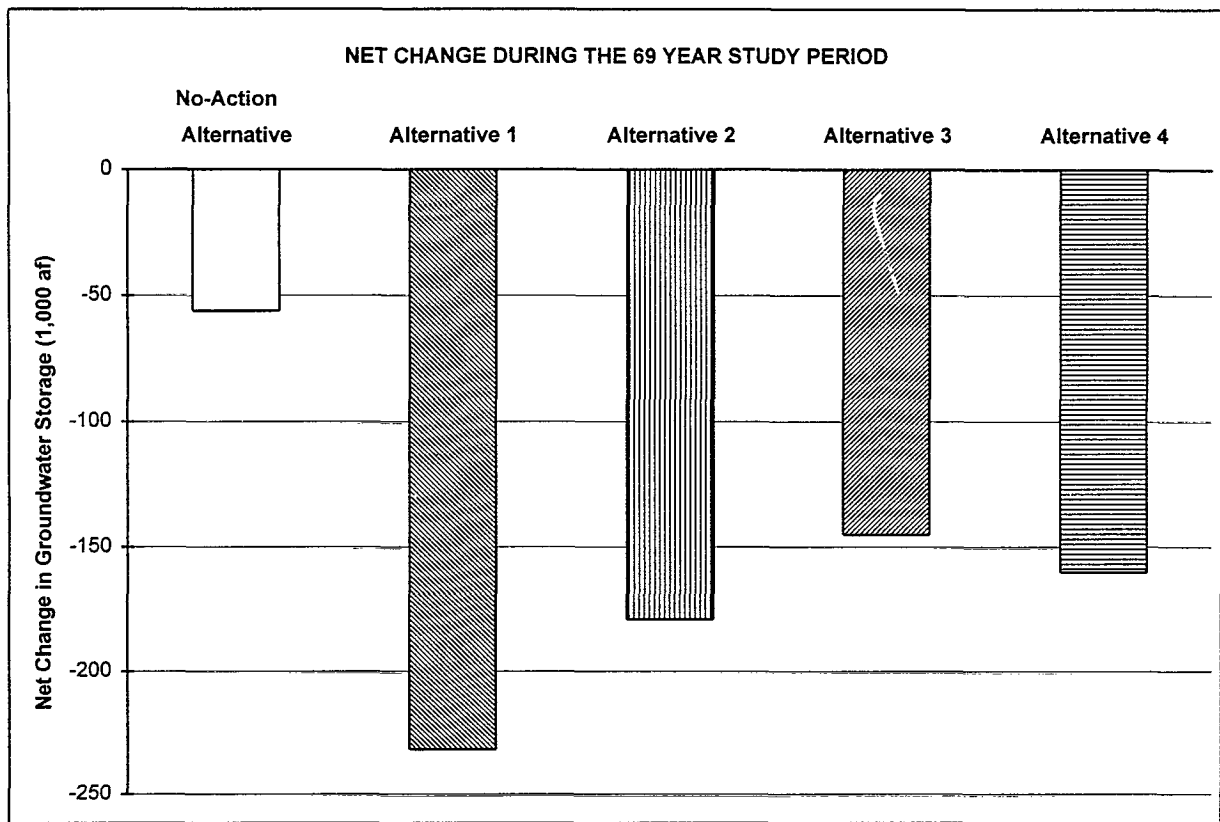 NET CHANGE DURING THE 69 YEAR STUDY PERIOD
No-Action
Alternative
Alternative 1
Alternative 2
Alternative 3
Alternative 4
Net Change in Groundwater Storage (1,000 af)
0
-50
-100
-150
-200
-250